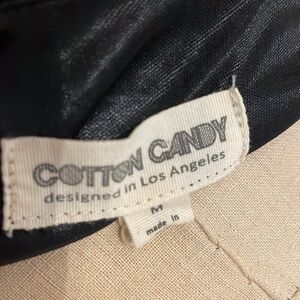 COTTON CANDY
designed in Los Angeles
M
made in